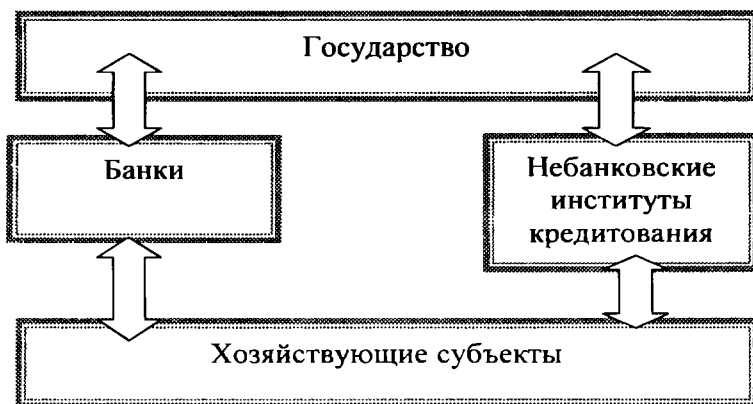 Государство
Банки
Небанковские
институты
кредитования
Хозяйствующие субъекты